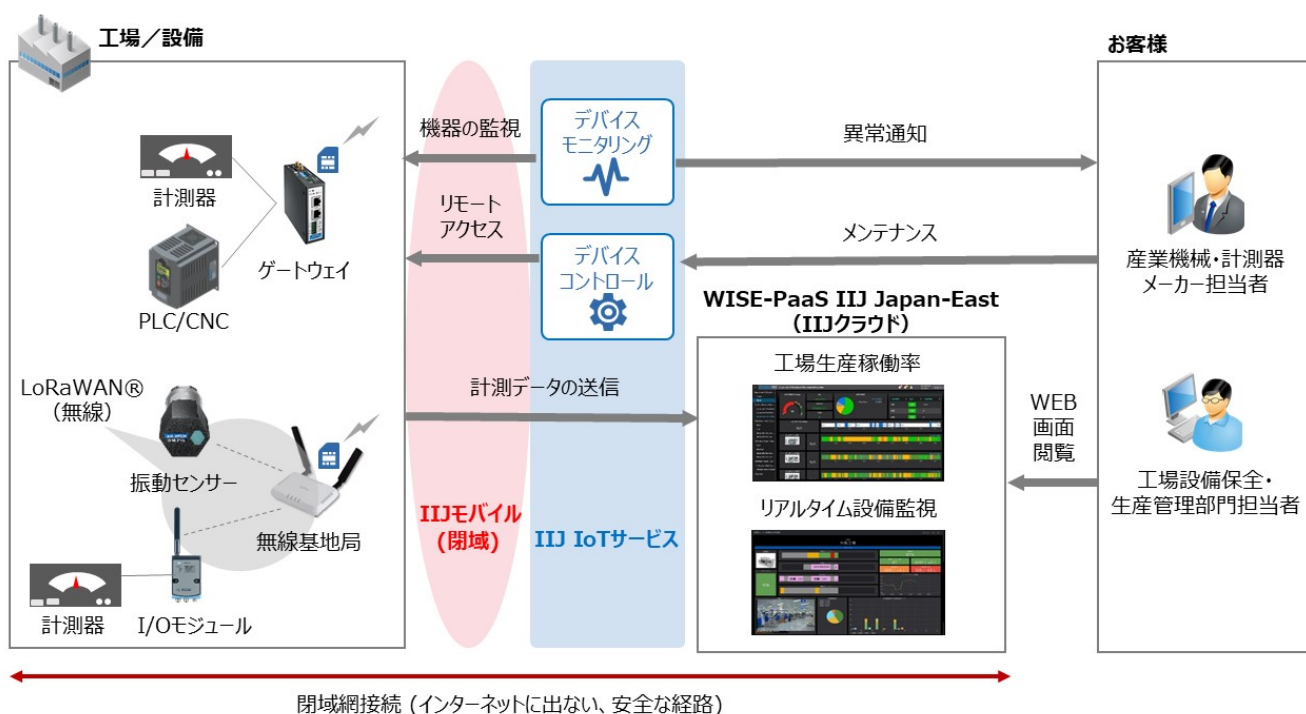 工場／設備
お客様
計測器
PLC/CNC
ゲートウェイ
LoRaWAN®
（無線）
振動センサー
無線基地局
計測器
I/Oモジュール
機器の監視
リモート
アクセス
計測データの送信
IIJモバイル
(閉域)
デバイス
モニタリング
デバイス
コントロール
IIJ IoTサービス
異常通知
メンテナンス
WISE-PaaS IIJ Japan-East
（IIJクラウド）
工場生産稼働率
リアルタイム設備監視
WEB
画面
閲覧
産業機械・計測器
メーカー担当者
工場設備保全・
生産管理部門担当者
閉域網接続 (インターネットに出ない、安全な経路)